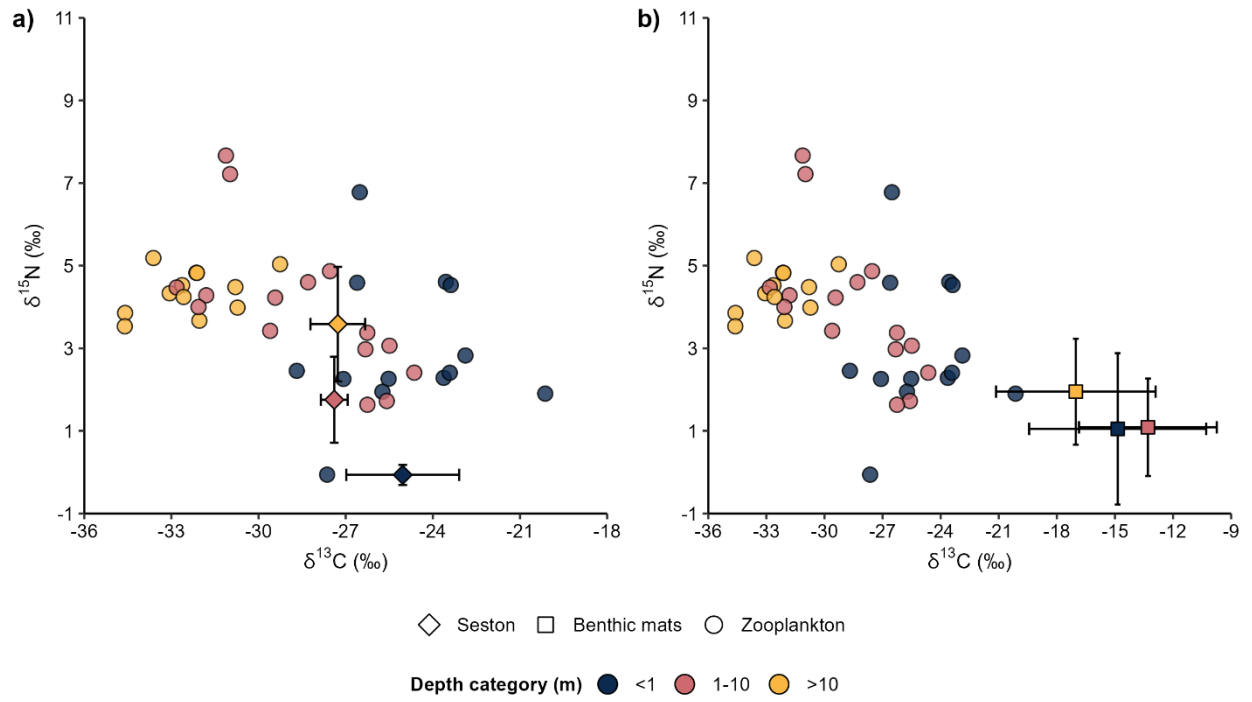 a)
11
9
7
5
3
1
-1
δ15N (‰)
-36 -33 -30 -27 -24 -21 -18
δ13C (‰)
b)
11
9
7
5
3
1
-1
δ15N (‰)
-36 -33 -30 -27 -24 -21 -18 -15 -12 -9
δ13C (‰)
Seston Benthic mats Zooplankton
Depth category (m) <1 1-10 >10